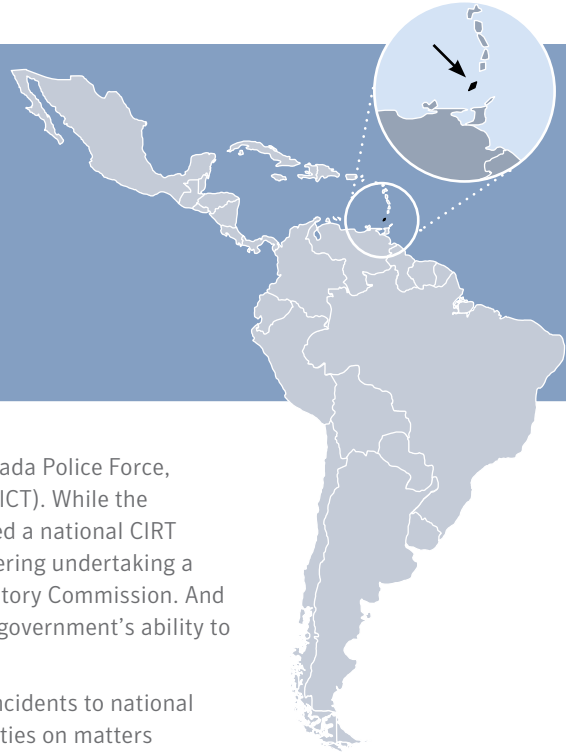 ada Police Force,
ICT). While the
ed a national CIRT
ering undertaking a
tory Commission. And
government’s ability to
ncidents to national
ties on matters